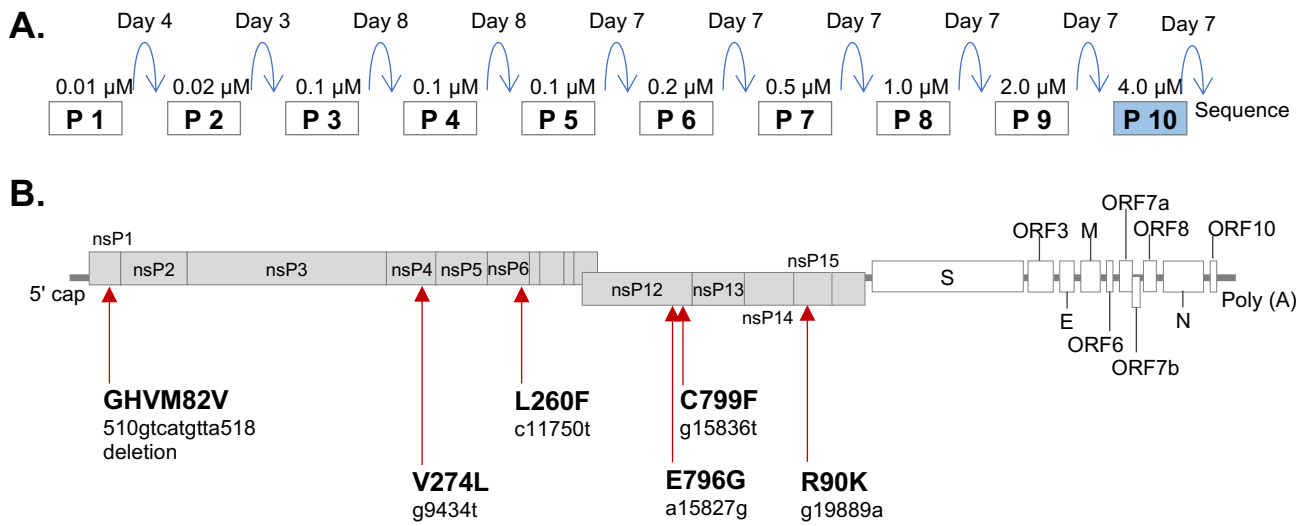 A.
Day 4 Day 3 Day 8 Day 8 Day 7 Day 7 Day 7 Day 7 Day 7 Day 7
0.01 µM 0.02 µM 0.1 µM 0.1 µM 0.1 µM 0.2 µM 0.5 µM 1.0 µM 2.0 µM 4.0 µM
P 1 P 2 P 3 P 4 P 5 P 6 P 7 P 8 P 9 P 10 Sequence
B.
ORF7a
nsP1 ORF3 M ORF8 ORF10
nsP2 nsP3 nsP4 nsP5 nsP6 nsP15 S
5' cap nsP12 nsP13 Poly (A)
nsP14 E N
ORF6
ORF7b
GHVM82V L260F C799F
510gtcatgtta518 c11750t g15836t
deletion
V274L E796G R90K
g9434t a15827g g19889a